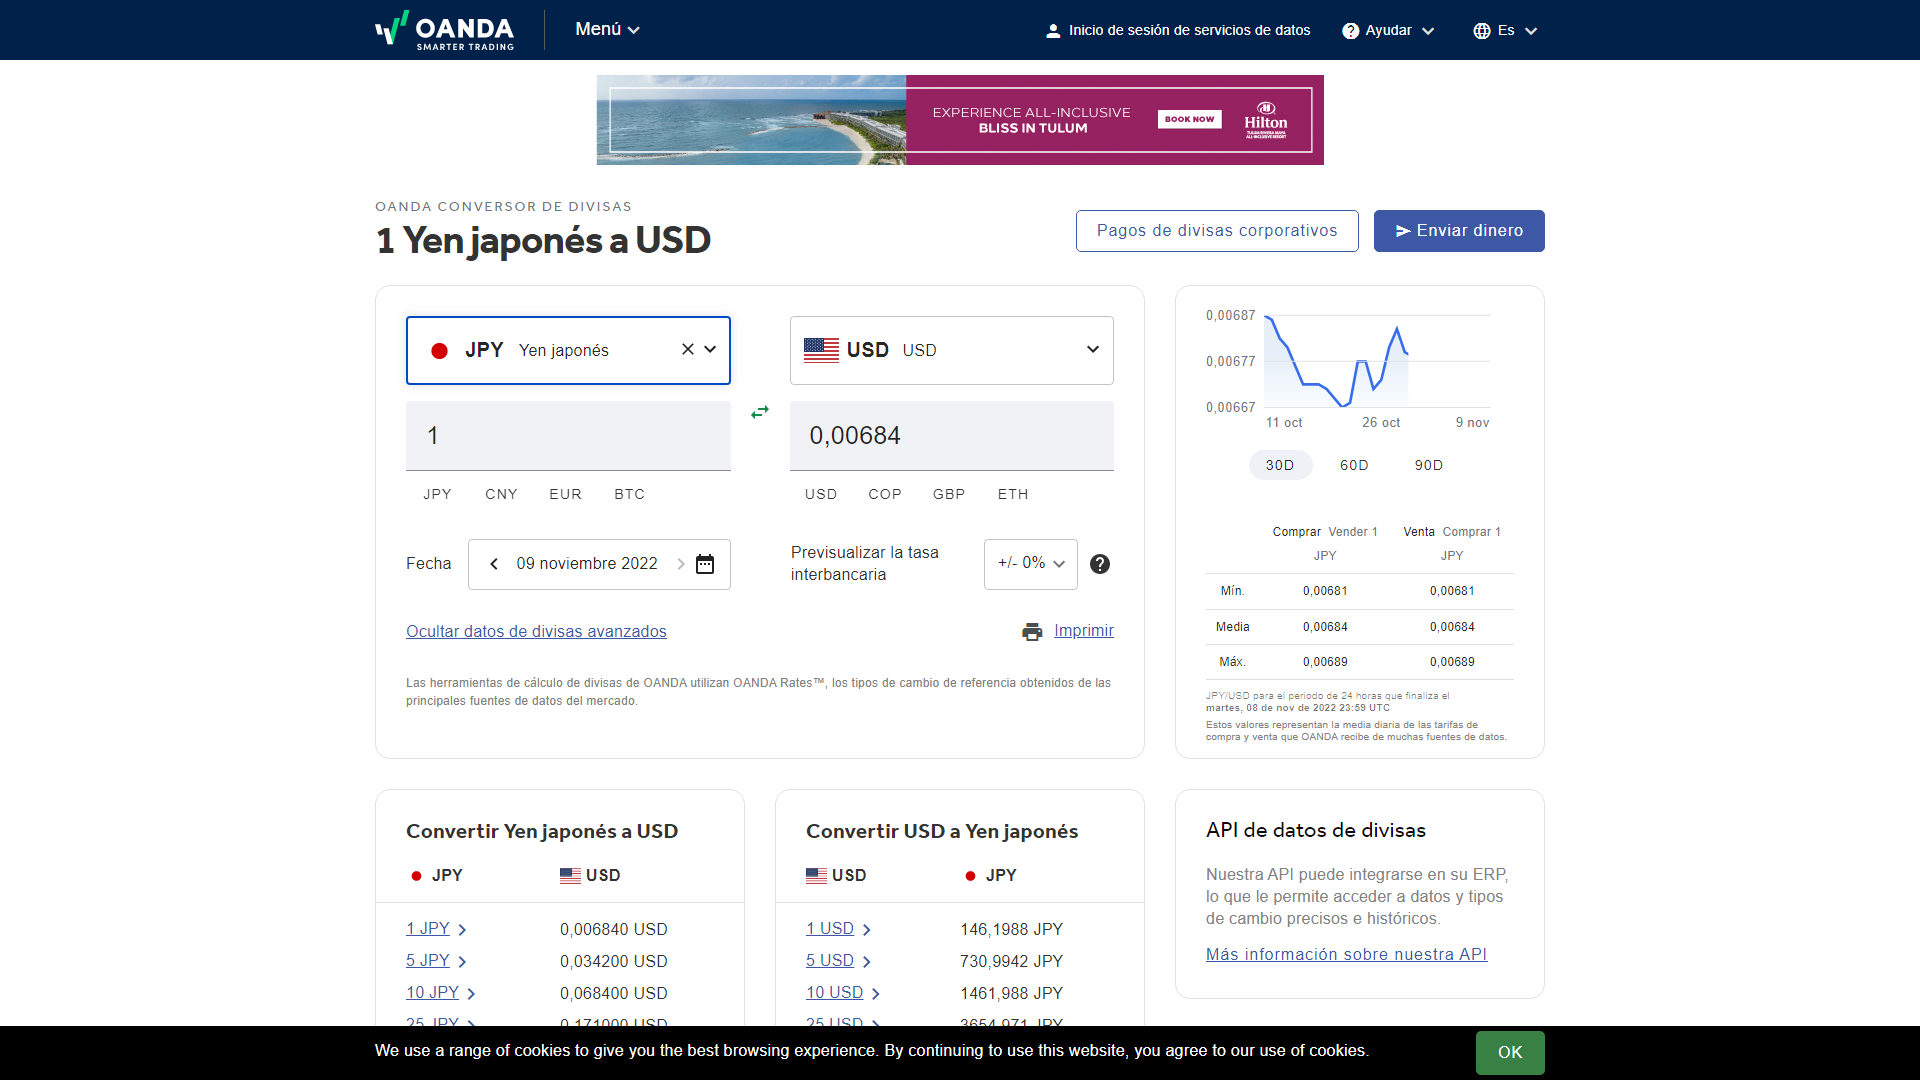 OANDA
SMARTER TRADING
Menú
Inicio de sesión de servicios de datos
Ayudar
Es
EXPERIENCE ALL-INCLUSIVE
BLISS IN TULUM
BOOK NOW
Hilton
TULUM RIVIERA MAYA
ALL-INCLUSIVE RESORT
OANDA CONVERSOR DE DIVISAS
1 Yen japonés a USD
Pagos de divisas corporativos
Enviar dinero
JPY Yen japonés
USD USD
1
0,00684
JPY CNY EUR BTC
USD COP GBP ETH
Fecha
09 noviembre 2022
Previsualizar la tasa
interbancaria
+/- 0%
Ocultar datos de divisas avanzados
Imprimir
Las herramientas de cálculo de divisas de OANDA utilizan OANDA Rates™, los tipos de cambio de referencia obtenidos de las
principales fuentes de datos del mercado.
0,00687
0,00677
0,00667
11 oct 26 oct 9 nov
30D 60D 90D
Comprar Vender 1 Venta Comprar 1
JPY JPY
Mín. 0,00681 0,00681
Media 0,00684 0,00684
Máx. 0,00689 0,00689
JPY/USD para el periodo de 24 horas que finaliza el
martes, 08 de nov de 2022 23:59 UTC
Estos valores representan la media diaria de las tarifas de
compra y venta que OANDA recibe de muchas fuentes de datos.
Convertir Yen japonés a USD
JPY USD
1 JPY 0,006840 USD
5 JPY 0,034200 USD
10 JPY 0,068400 USD
25 JPY 0,171000 USD
Convertir USD a Yen japonés
USD JPY
1 USD 146,1988 JPY
5 USD 730,9942 JPY
10 USD 1461,988 JPY
25 USD 3654,971 JPY
API de datos de divisas
Nuestra API puede integrarse en su ERP,
lo que le permite acceder a datos y tipos
de cambio precisos e históricos.
Más información sobre nuestra API
We use a range of cookies to give you the best browsing experience. By continuing to use this website, you agree to our use of cookies.
OK